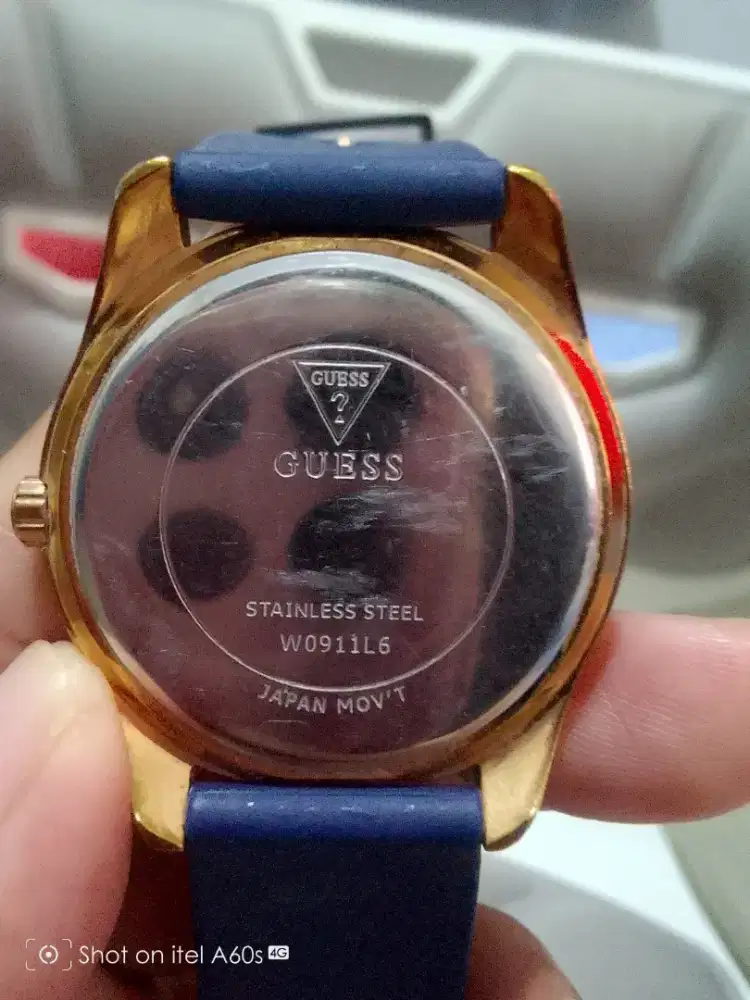 GUESS
?
GUESS
STAINLESS STEEL
W0911L6
JAPAN MOV'T
Shot on itel A60s 4G